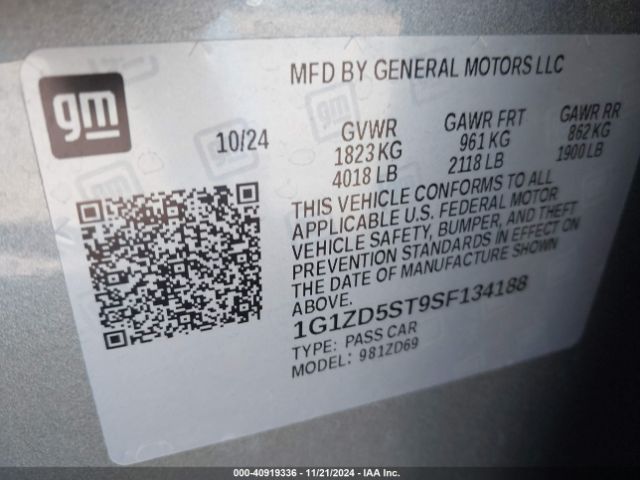 gm
MFD BY GENERAL MOTORS LLC
10/24
GVWR
1823 KG
4018 LB
GAWR FRT
961 KG
2118 LB
GAWR RR
862 KG
1900 LB
THIS VEHICLE CONFORMS TO ALL
APPLICABLE U.S. FEDERAL MOTOR
VEHICLE SAFETY, BUMPER, AND THEFT
PREVENTION STANDARDS IN EFFECT ON
THE DATE OF MANUFACTURE SHOWN
ABOVE.
1G1ZD5ST9SF134188
TYPE: PASS CAR
MODEL: 981ZD69
000-40919336 - 11/21/2024 - IAA Inc.